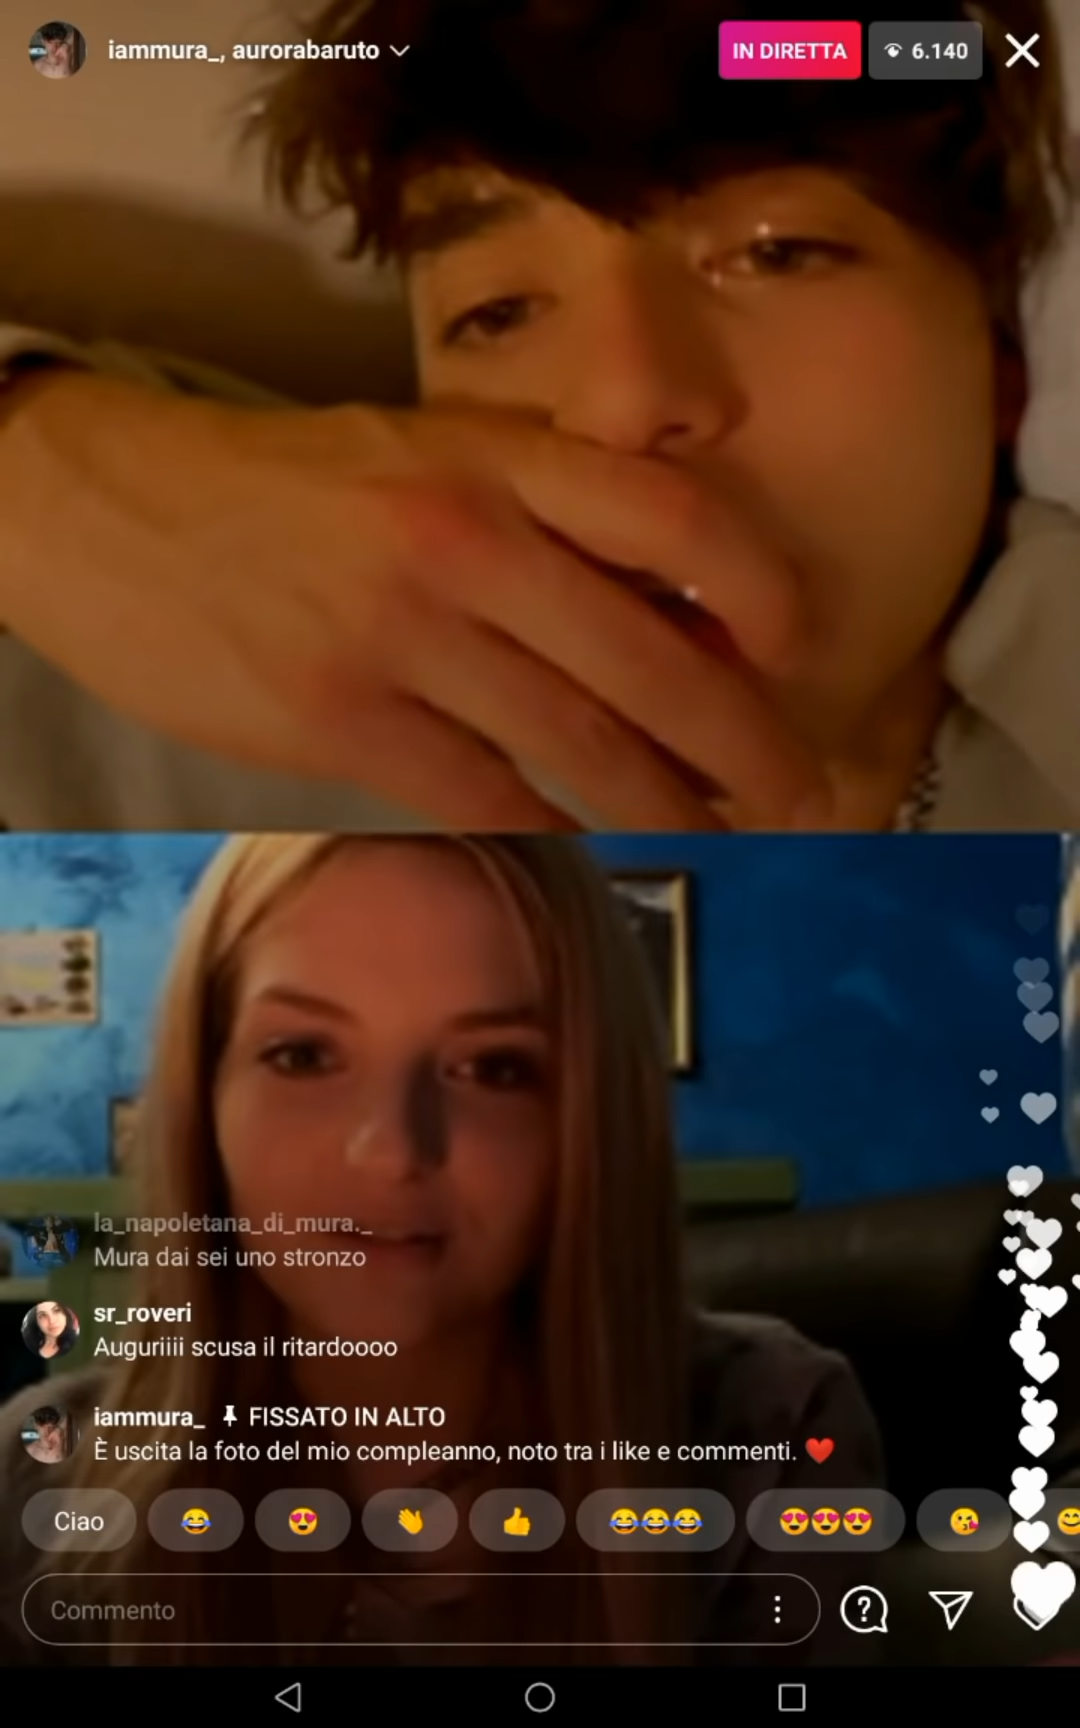 iammura_, aurorabaruto
IN DIRETTA
6.140
la_napoletana_di_mura._
Mura dai sei uno stronzo
sr_roveri
Auguriiii scusa il ritardoooo
iammura_ FISSATO IN ALTO
È uscita la foto del mio compleanno, noto tra i like e commenti. ❤️
Ciao 😂 😍 👋 👍 😂😂😂 😍😍😍 😘 😊
Commento